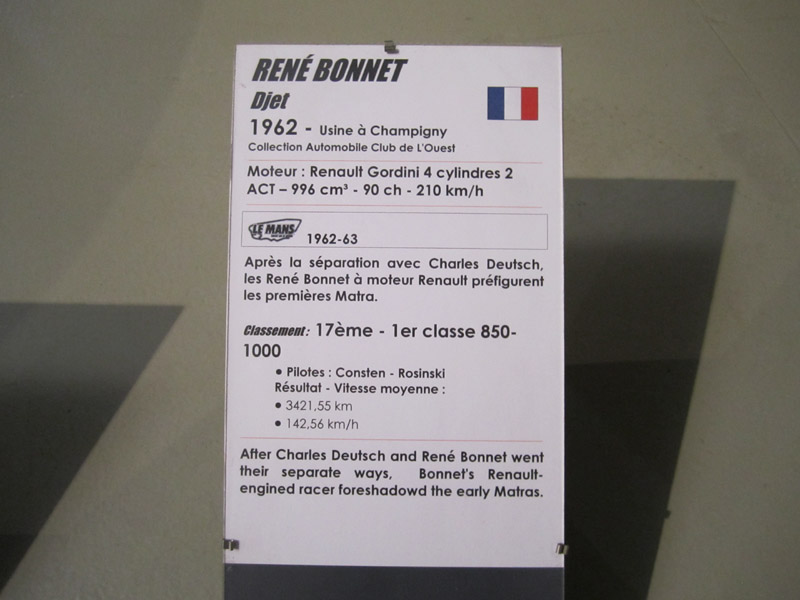 RENÉ BONNET
Djet
1962 - Usine à Champigny
Collection Automobile Club de L'Ouest
Moteur : Renault Gordini 4 cylindres 2
ACT – 996 cm³ - 90 ch - 210 km/h
LE MANS
1962-63
Après la séparation avec Charles Deutsch,
les René Bonnet à moteur Renault préfigurent
les premières Matra.
Classement : 17ème - 1er classe 850-
1000
• Pilotes : Consten - Rosinski
Résultat - Vitesse moyenne :
• 3421,55 km
• 142,56 km/h
After Charles Deutsch and René Bonnet went
their separate ways, Bonnet's Renault-
engined racer foreshadowd the early Matras.